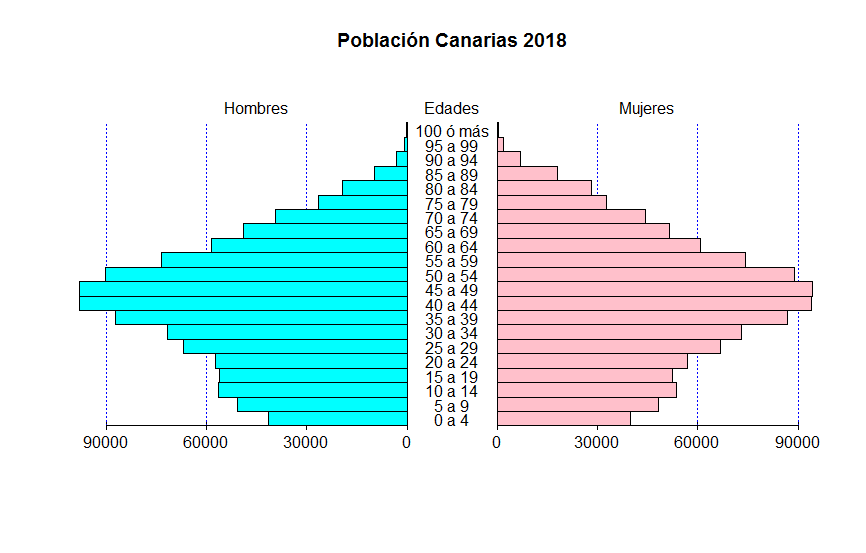 Población Canarias 2018
Hombres Edades Mujeres
100 ó más
95 a 99
90 a 94
85 a 89
80 a 84
75 a 79
70 a 74
65 a 69
60 a 64
55 a 59
50 a 54
45 a 49
40 a 44
35 a 39
30 a 34
25 a 29
20 a 24
15 a 19
10 a 14
5 a 9
0 a 4
90000 60000 30000 0 0 30000 60000 90000